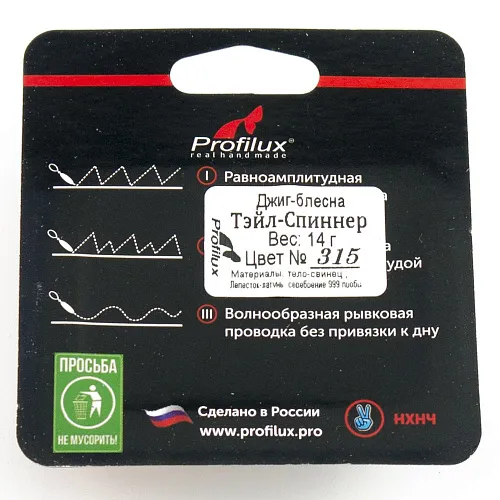 Profilux®
real handmade
I Равноамплитудная
Джиг-блесна
Тэйл-Спиннер
Вес: 14 г
Цвет № 315
Profilux
Материалы: тело-свинец,
Лепесток-латунь, серебрение 999 пробы
удой
III Волнообразная рывковая
проводка без привязки к дну
ПРОСЬБА
НЕ МУСОРИТЬ!
Сделано в России
www.profilux.pro
НХНЧ